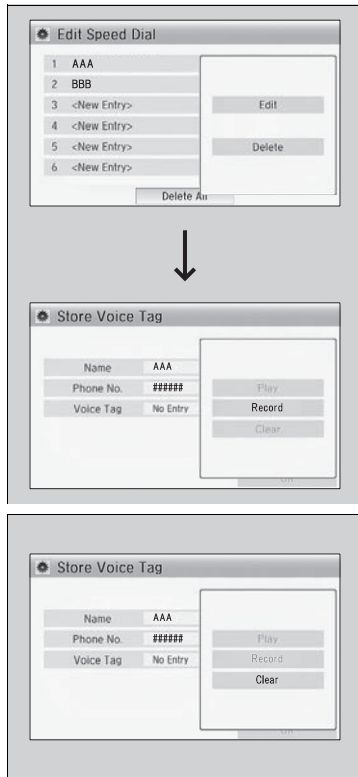 Edit Speed Dial
1 AAA
2 BBB
3 <New Entry>
4 <New Entry>
5 <New Entry>
6 <New Entry>
Edit
Delete
Delete All
Store Voice Tag
Name AAA
Phone No. ######
Voice Tag No Entry
Play
Record
Clear
OK
Store Voice Tag
Name AAA
Phone No. ######
Voice Tag No Entry
Play
Record
Clear
OK